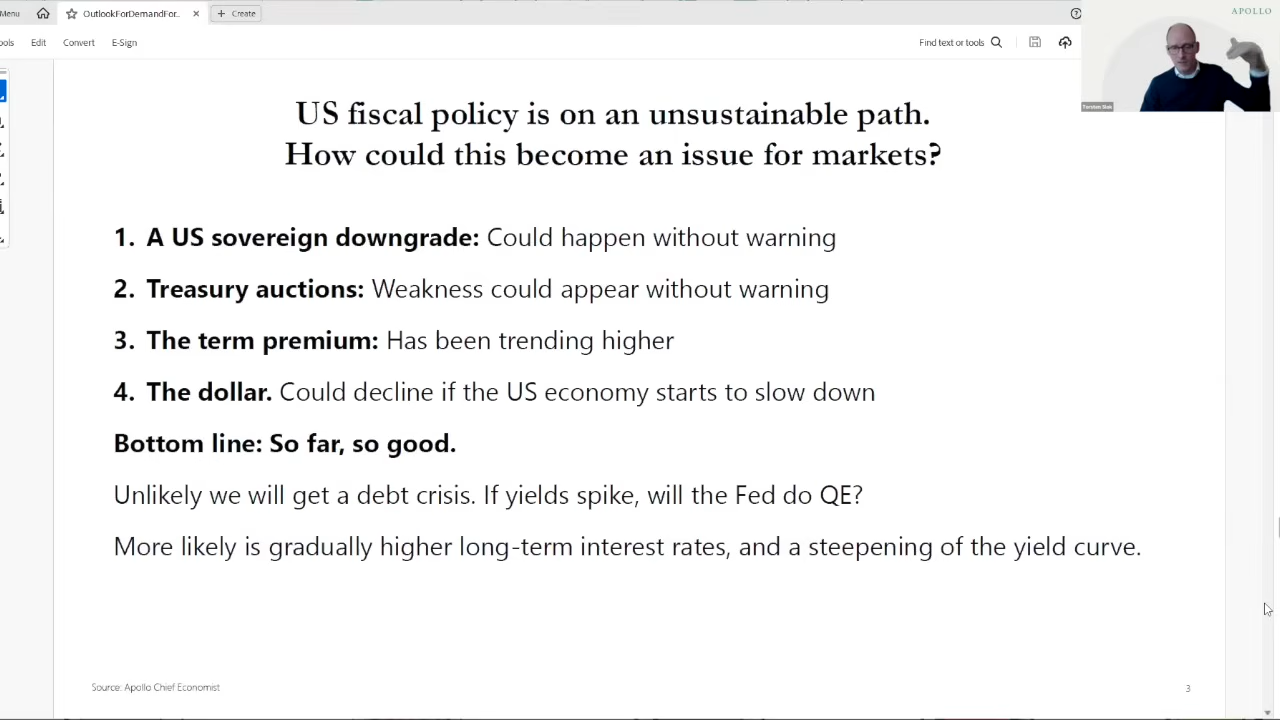 Menu
OutlookForDemandFor...
Create
Edit
Convert
E-Sign
Find text or tools
APOLLO
Torsten Slok
US fiscal policy is on an unsustainable path.
How could this become an issue for markets?
1. A US sovereign downgrade: Could happen without warning
2. Treasury auctions: Weakness could appear without warning
3. The term premium: Has been trending higher
4. The dollar. Could decline if the US economy starts to slow down
Bottom line: So far, so good.
Unlikely we will get a debt crisis. If yields spike, will the Fed do QE?
More likely is gradually higher long-term interest rates, and a steepening of the yield curve.
Source: Apollo Chief Economist
3